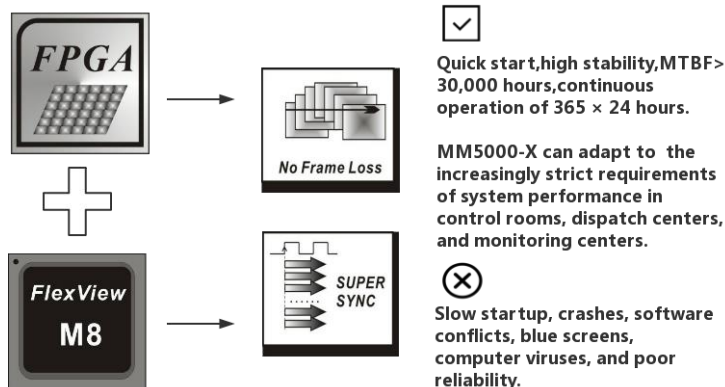 FPGA
No Frame Loss
FlexView
M8
SUPER
SYNC
Quick start,high stability,MTBF>
30,000 hours,continuous
operation of 365 × 24 hours.
MM5000-X can adapt to the
increasingly strict requirements
of system performance in
control rooms, dispatch centers,
and monitoring centers.
Slow startup, crashes, software
conflicts, blue screens,
computer viruses, and poor
reliability.